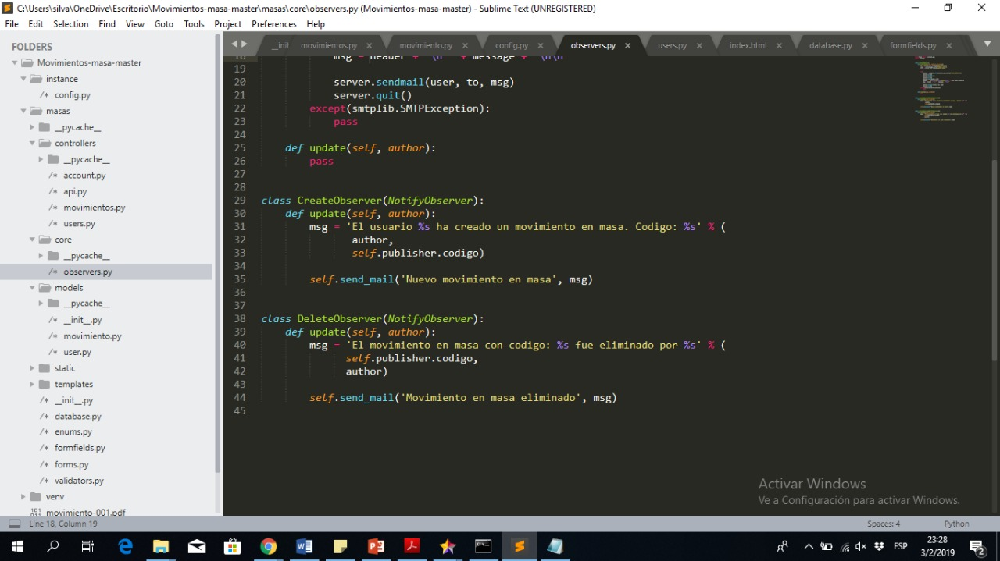 C:\Users\silva\OneDrive\Escritorio\Movimientos-masa-master\masas\core\observers.py (Movimientos-masa-master) - Sublime Text (UNREGISTERED)
File Edit Selection Find View Goto Tools Project Preferences Help
FOLDERS
Movimientos-masa-master
instance
/* config.py
masas
__pycache__
controllers
__pycache__
/* account.py
/* api.py
/* movimientos.py
/* users.py
core
__pycache__
/* observers.py
models
__pycache__
/* __init__.py
/* movimiento.py
/* user.py
static
templates
/* __init__.py
/* database.py
/* enums.py
/* formfields.py
/* forms.py
/* validators.py
venv
movimiento-001.pdf
__init movimientos.py × movimiento.py × config.py × observers.py × users.py × index.html × database.py × formfields.py ×
18 msg = header + '\n' + message + '\n\n'
19
20 server.sendmail(user, to, msg)
21 server.quit()
22 except(smtplib.SMTPException):
23 pass
24
25 def update(self, author):
26 pass
27
28
29 class CreateObserver(NotifyObserver):
30 def update(self, author):
31 msg = 'El usuario %s ha creado un movimiento en masa. Codigo: %s' % (
32 author,
33 self.publisher.codigo)
34
35 self.send_mail('Nuevo movimiento en masa', msg)
36
37
38 class DeleteObserver(NotifyObserver):
39 def update(self, author):
40 msg = 'El movimiento en masa con codigo: %s fue eliminado por %s' % (
41 self.publisher.codigo,
42 author)
43
44 self.send_mail('Movimiento en masa eliminado', msg)
45
Activar Windows
Ve a Configuración para activar Windows.
Line 18, Column 19 Spaces: 4 Python
ESP 23:28
3/2/2019
2